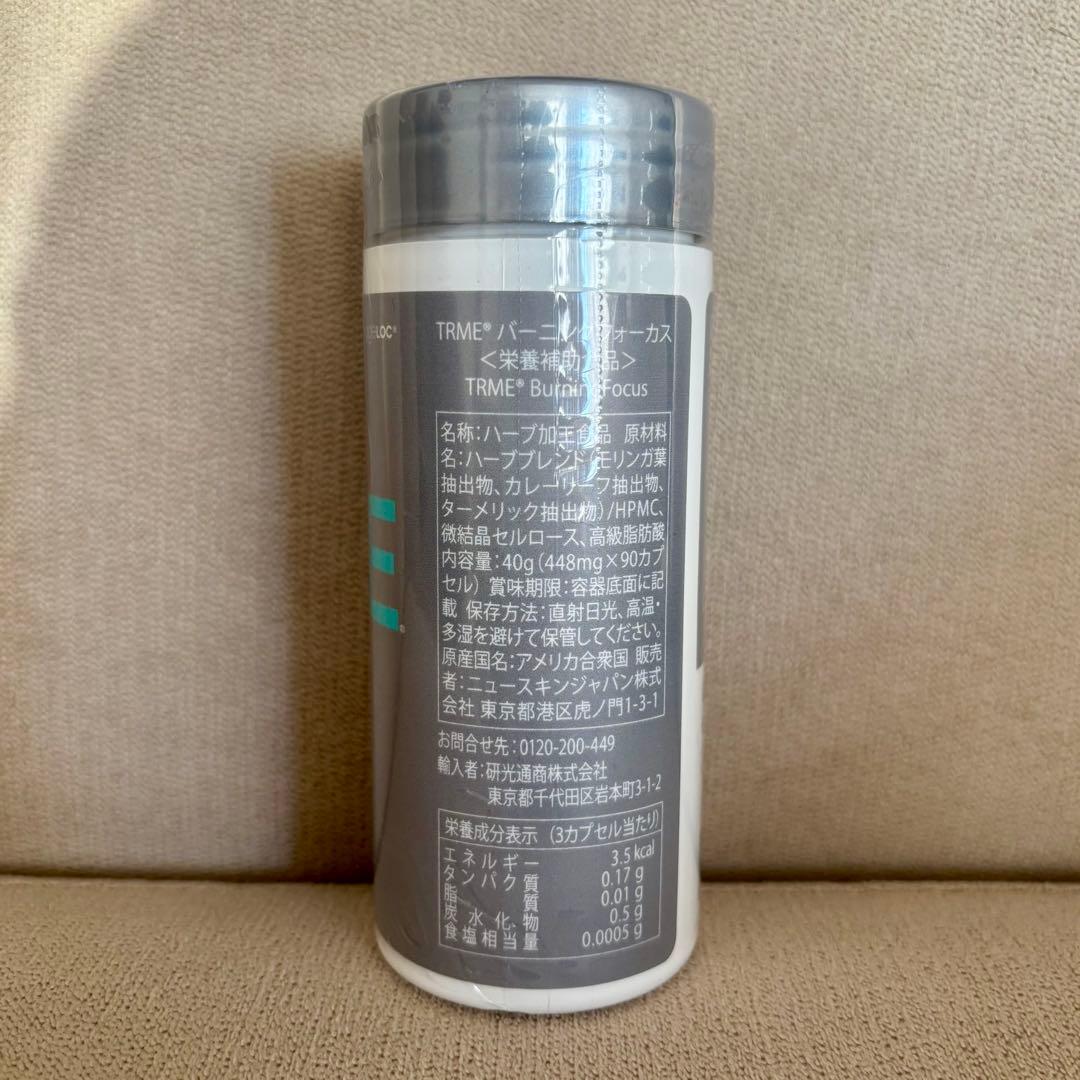 LOC®
TRME® バーニングフォーカス
＜栄養補助食品＞
TRME® BurningFocus
名称：ハーブ加工食品 原材料
名：ハーブブレンド（モリンガ葉
抽出物、カレーリーフ抽出物、
ターメリック抽出物）/HPMC、
微結晶セルロース、高級脂肪酸
内容量：40g（448mg×90カプ
セル） 賞味期限：容器底面に記
載 保存方法：直射日光、高温・
多湿を避けて保管してください。
原産国名：アメリカ合衆国 販売
者：ニュースキンジャパン株式
会社 東京都港区虎ノ門1-3-1
お問合せ先：0120-200-449
輸入者：研光通商株式会社
東京都千代田区岩本町3-1-2
栄養成分表示 （3カプセル当たり）
エネルギー 3.5 kcal
タンパク質 0.17 g
脂質 0.01 g
炭水化物 0.5 g
食塩相当量 0.0005 g